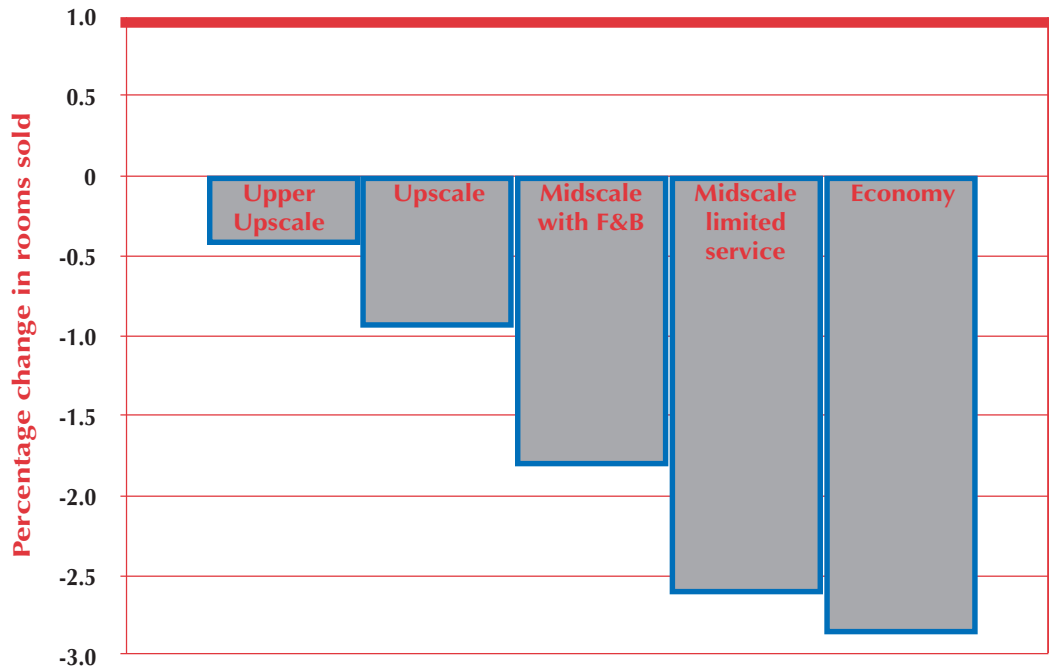 Percentage change in rooms sold
1.0
0.5
0
-0.5
-1.0
-1.5
-2.0
-2.5
-3.0
Upper
Upscale
Upscale
Midscale
with F&B
Midscale
limited
service
Economy